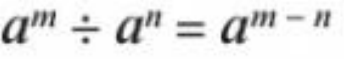 aᵐ ÷ aⁿ = aᵐ ⁻ ⁿ